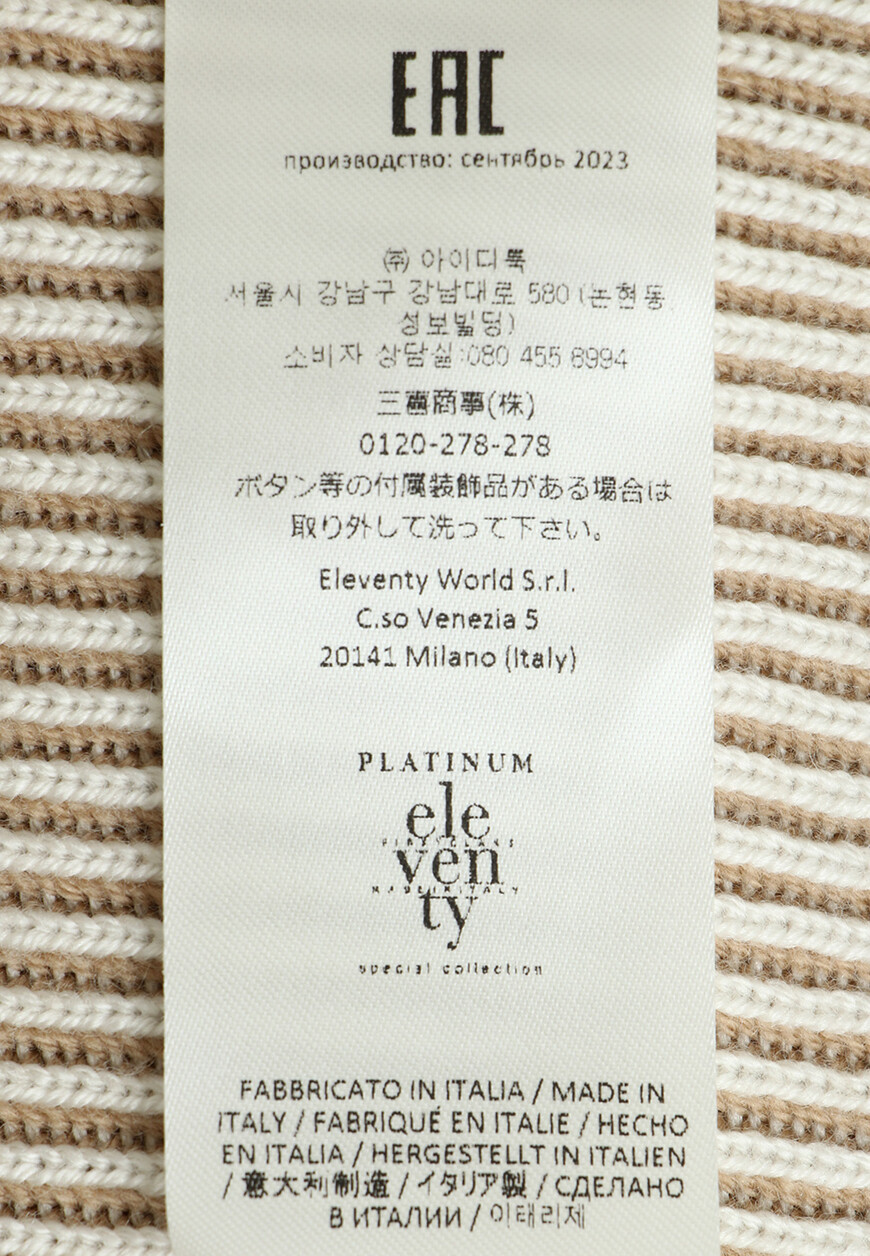 EAC
производство: сентябрь 2023
㈜ 아이디룩
서울시 강남구 강남대로 580 (논현동
성보빌딩)
소비자 상담실:080 455 8994
三喜商事(株)
0120-278-278
ボタン等の付属装飾品がある場合は
取り外して洗って下さい。
Eleventy World S.r.l.
C.so Venezia 5
20141 Milano (Italy)
PLATINUM
ele
FIRST CLASS
ven
MADE IN ITALY
ty
special collection
FABBRICATO IN ITALIA / MADE IN
ITALY / FABRIQUÉ EN ITALIE / HECHO
EN ITALIA / HERGESTELLT IN ITALIEN
/ 意大利制造 / イタリア製 / СДЕЛАНО
В ИТАЛИИ / 이태리제